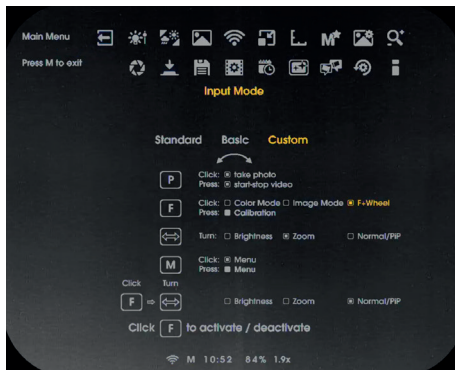 Main Menu
Press M to exit
M
Input Mode
Standard Basic Custom
P Click: take photo
Press: start-stop video
F Click: Color Mode Image Mode F+Wheel
Press: Calibration
Turn: Brightness Zoom Normal/PiP
M Click: Menu
Press: Menu
Click Turn
F Brightness Zoom Normal/PiP
Click F to activate / deactivate
M 10:52 84% 1.9x